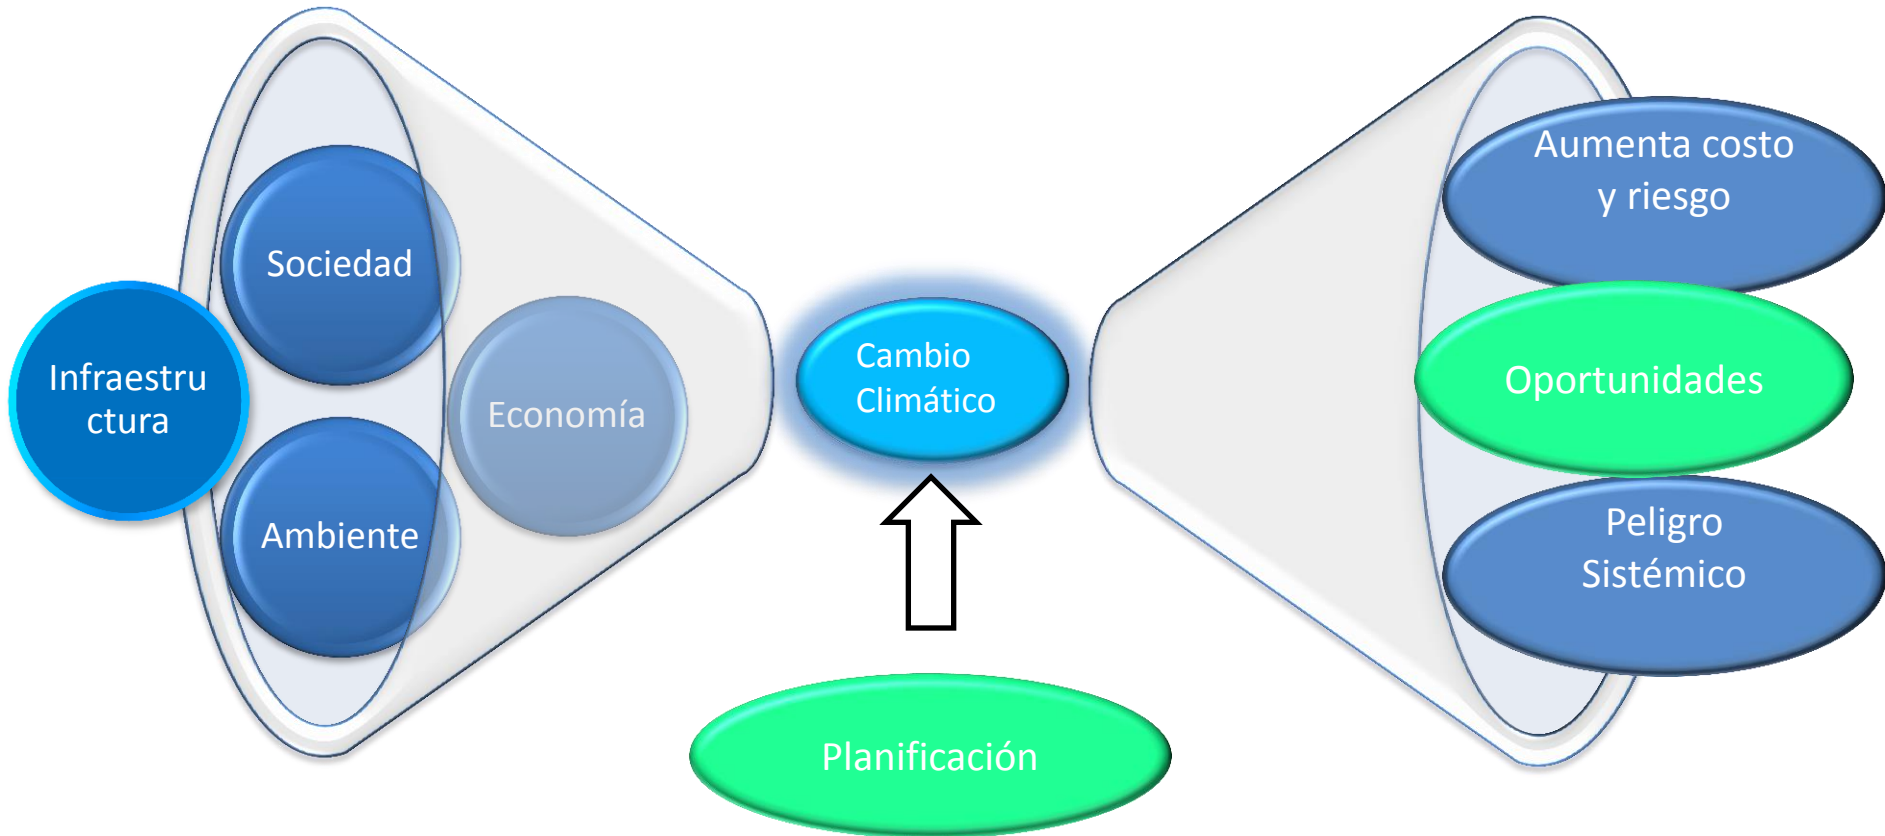 Sociedad
Infraestru
ctura
Ambiente
Economía
Cambio
Climático
Planificación
Aumenta costo
y riesgo
Oportunidades
Peligro
Sistémico